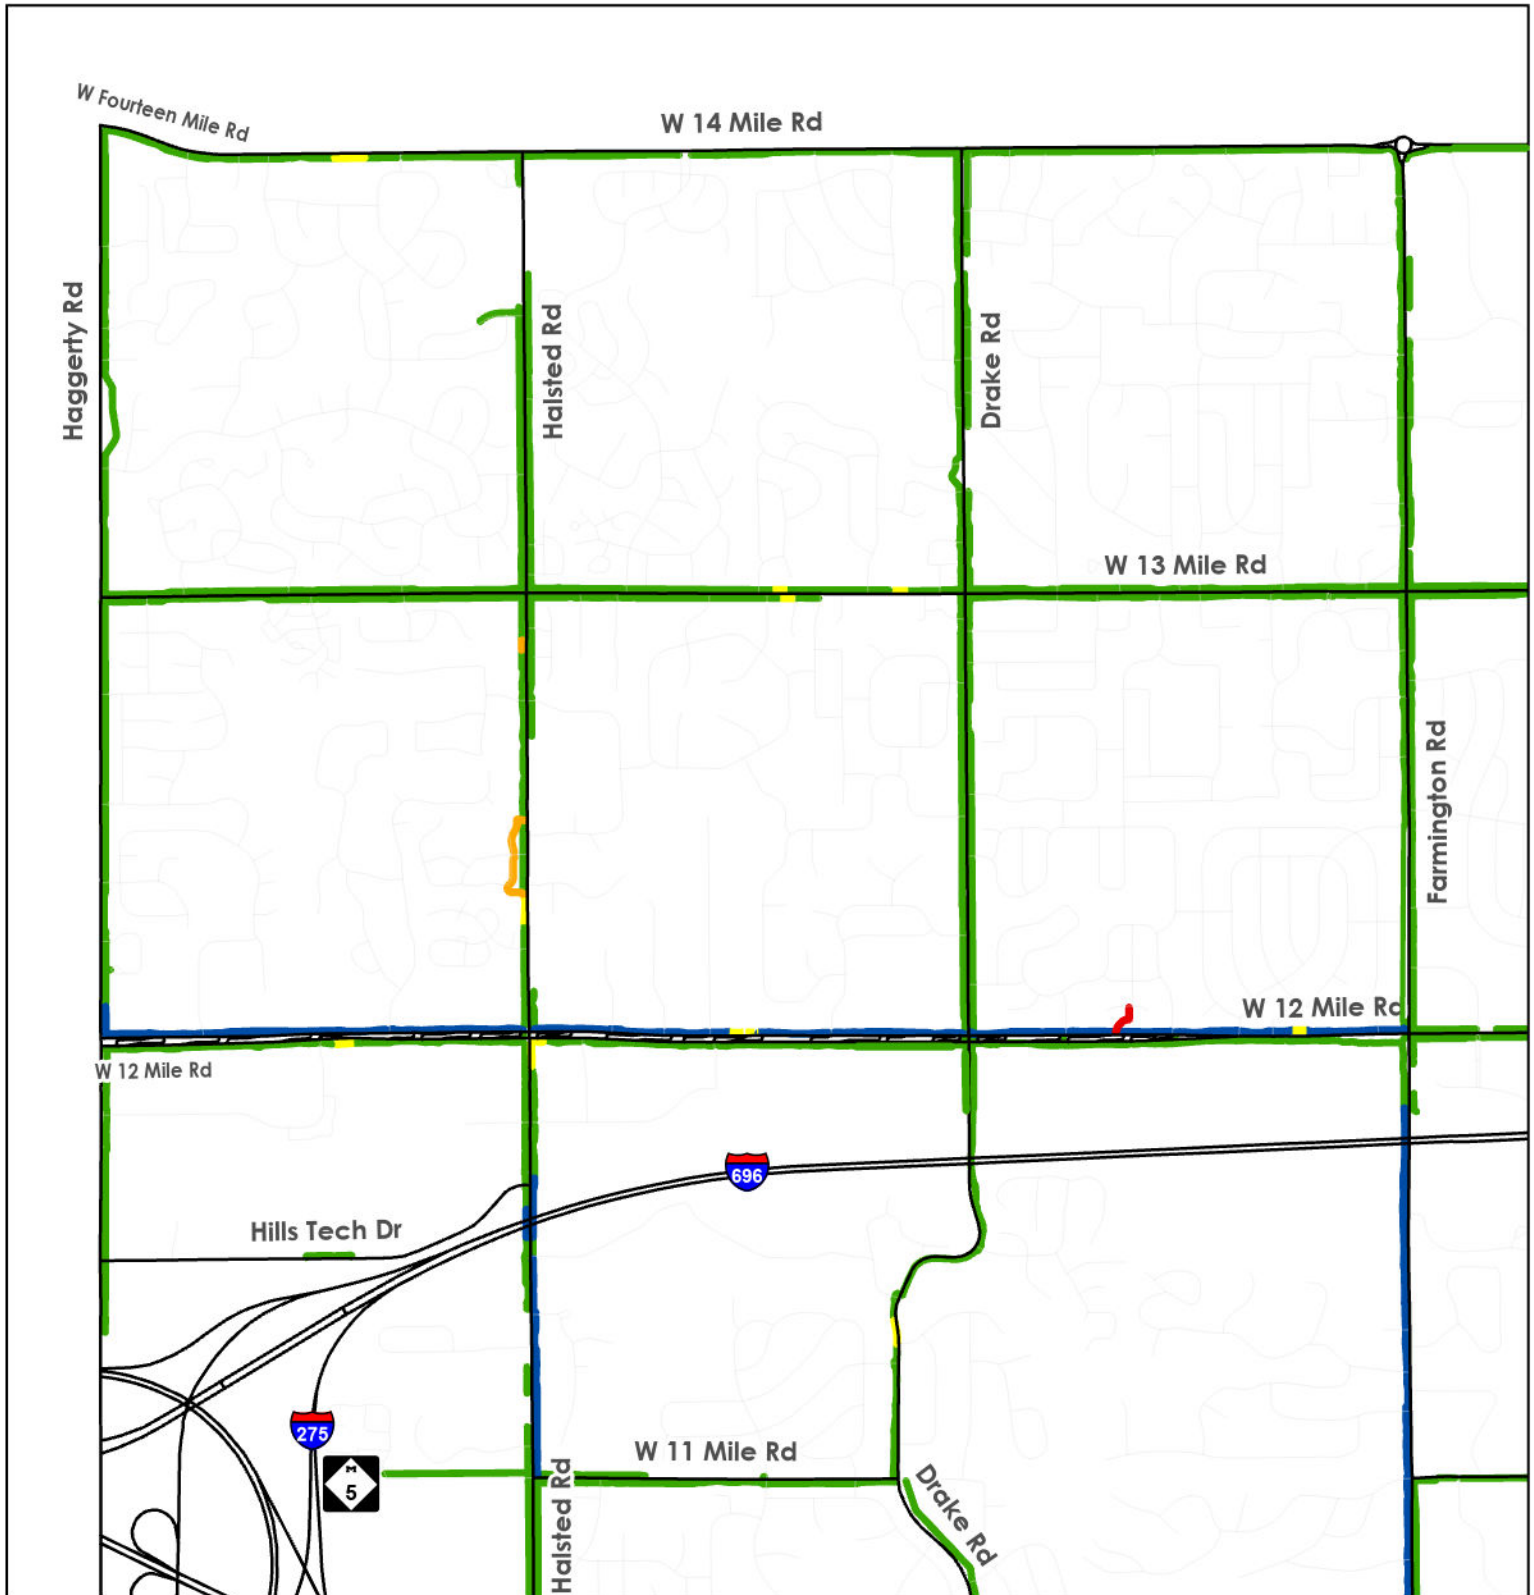 W Fourteen Mile Rd
W 14 Mile Rd
Haggerty Rd
Halsted Rd
Drake Rd
W 13 Mile Rd
Farmington Rd
W 12 Mile Rd
W 12 Mile Rd
696
Hills Tech Dr
275
M
5
W 11 Mile Rd
Halsted Rd
Drake Rd